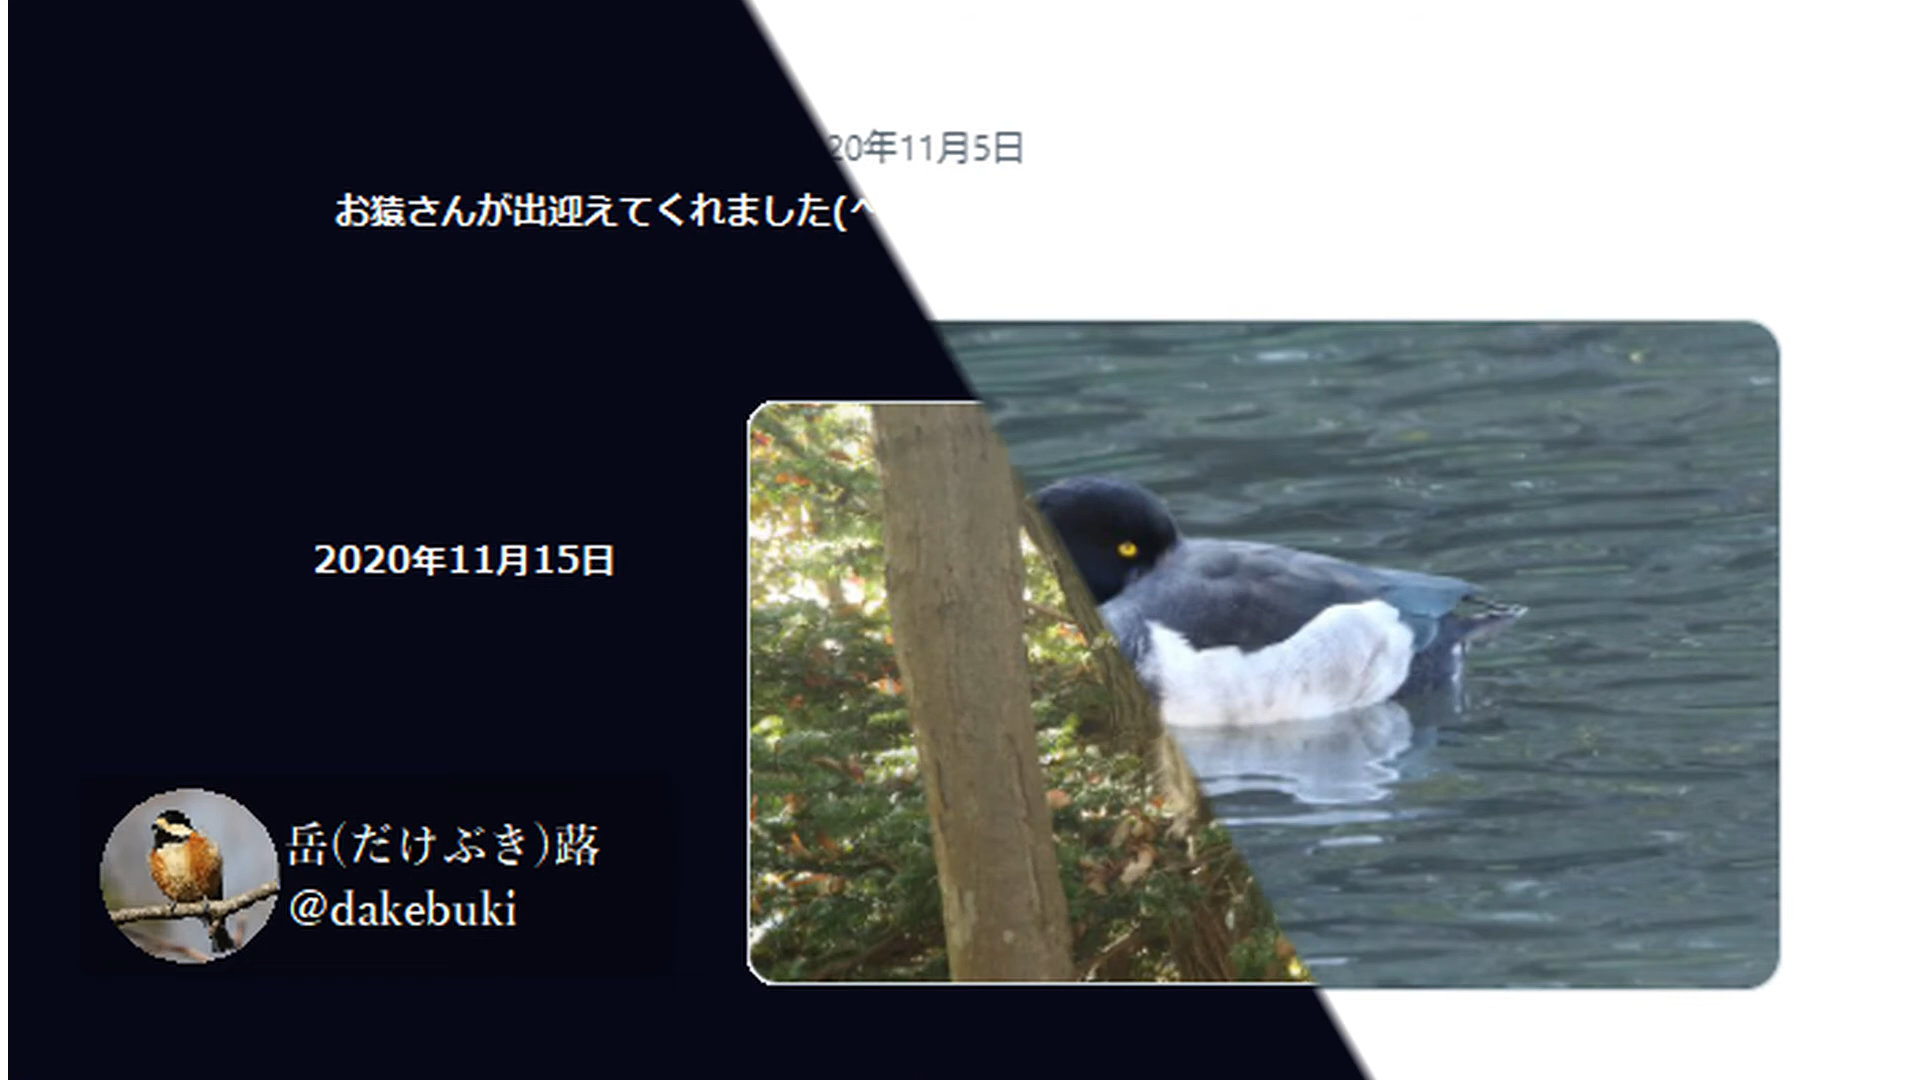 20年11月5日
お猿さんが出迎えてくれました(^
2020年11月15日
岳(だけぶき)蕗
@dakebuki